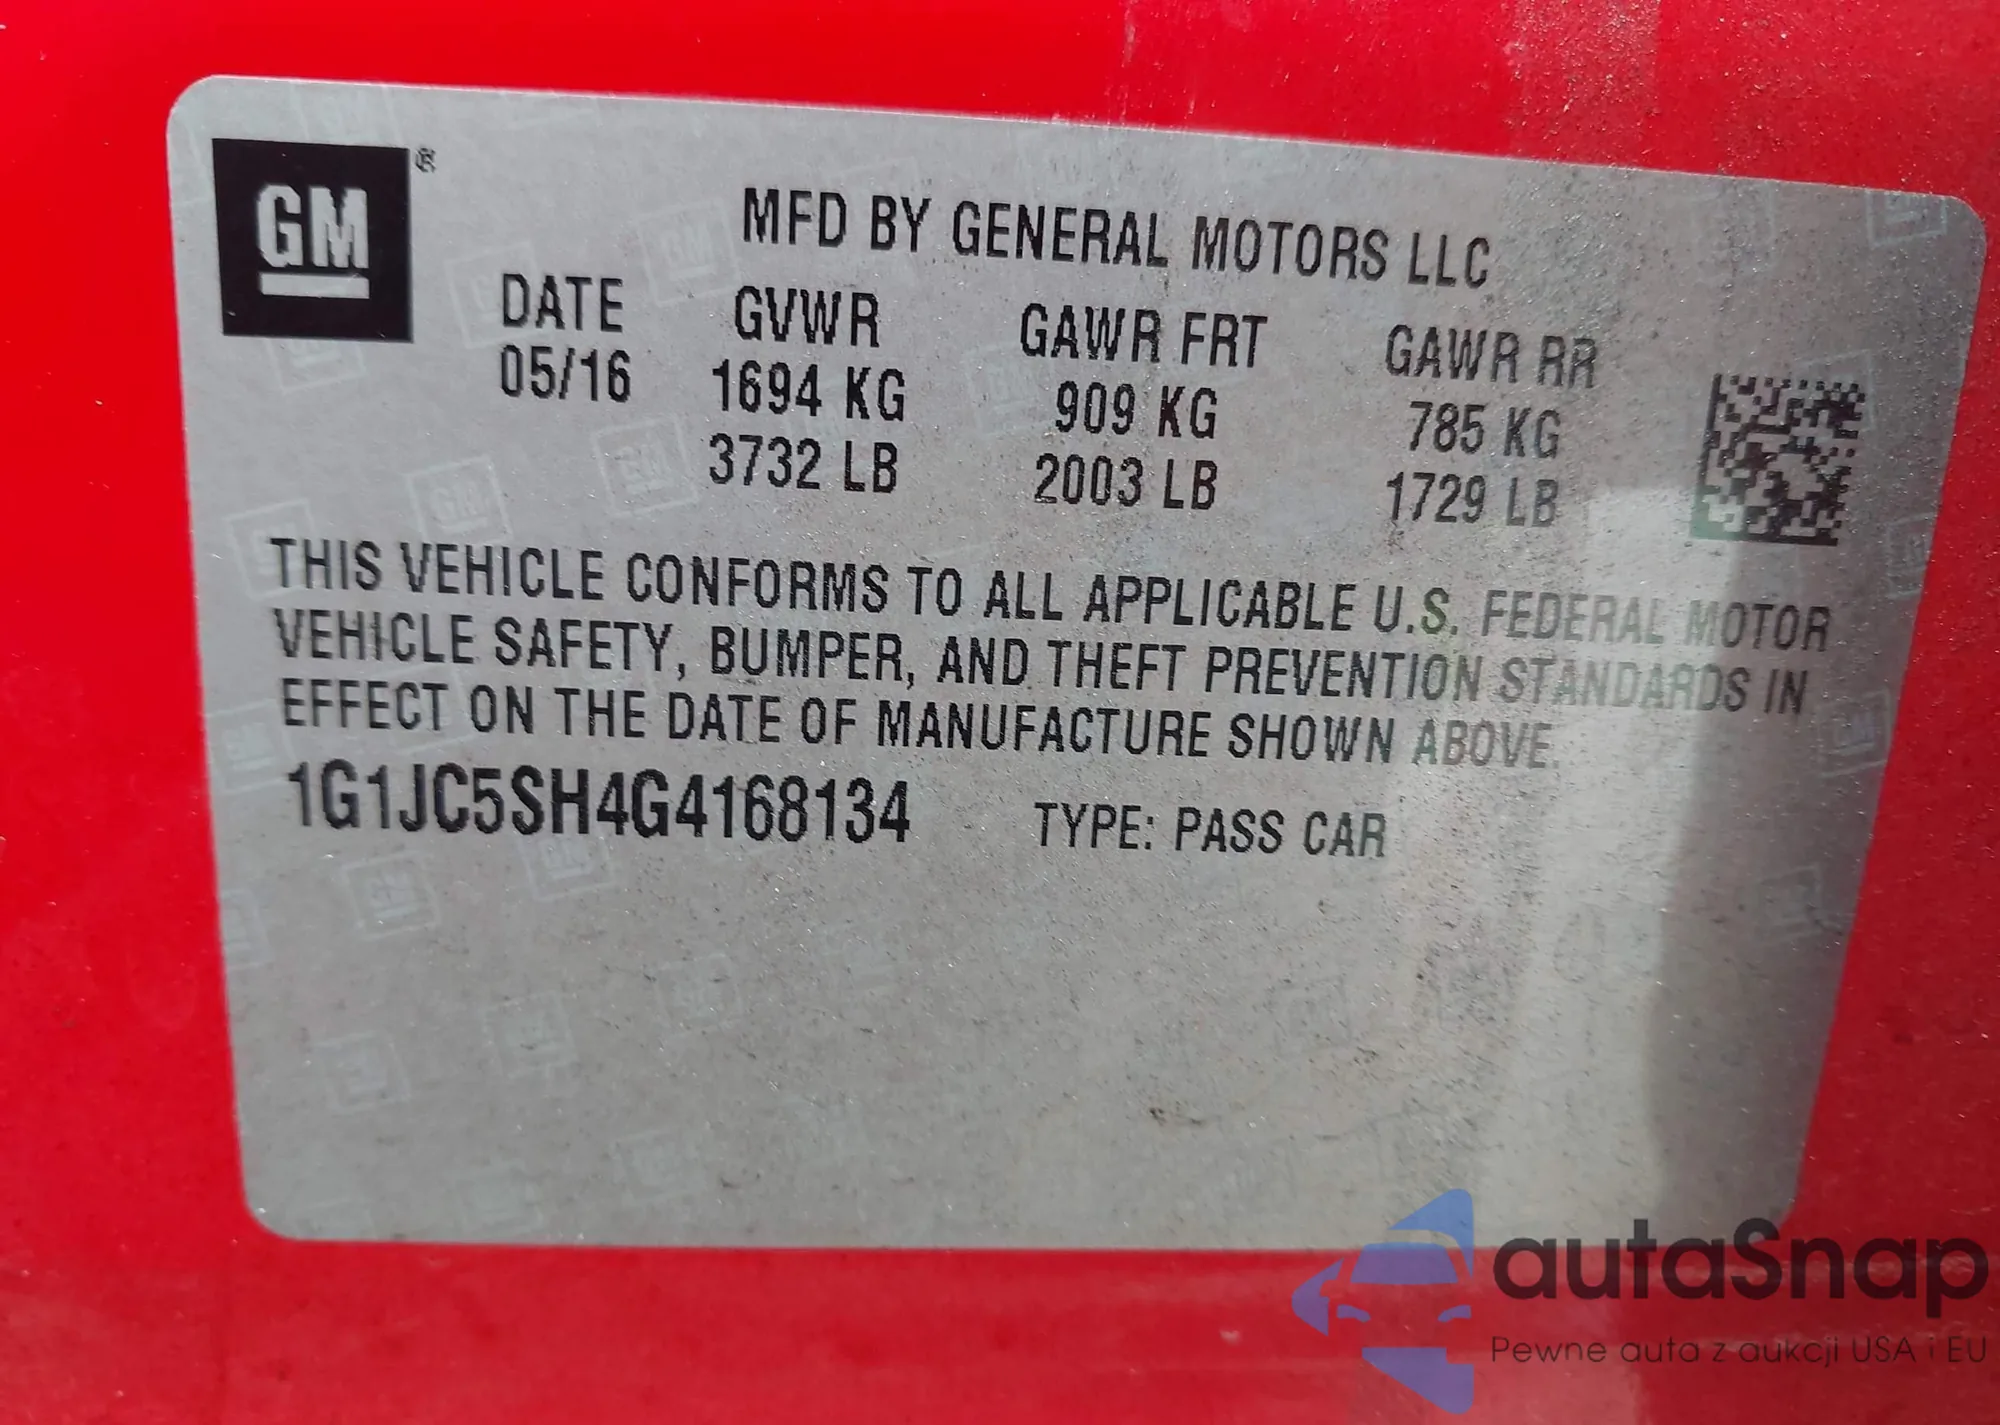 GM®
MFD BY GENERAL MOTORS LLC
DATE GVWR GAWR FRT GAWR RR
05/16 1694 KG 909 KG 785 KG
3732 LB 2003 LB 1729 LB
THIS VEHICLE CONFORMS TO ALL APPLICABLE U.S. FEDERAL MOTOR
VEHICLE SAFETY, BUMPER, AND THEFT PREVENTION STANDARDS IN
EFFECT ON THE DATE OF MANUFACTURE SHOWN ABOVE.
1G1JC5SH4G4168134 TYPE: PASS CAR
autaSnap
Pewne auta z aukcji USA i EU